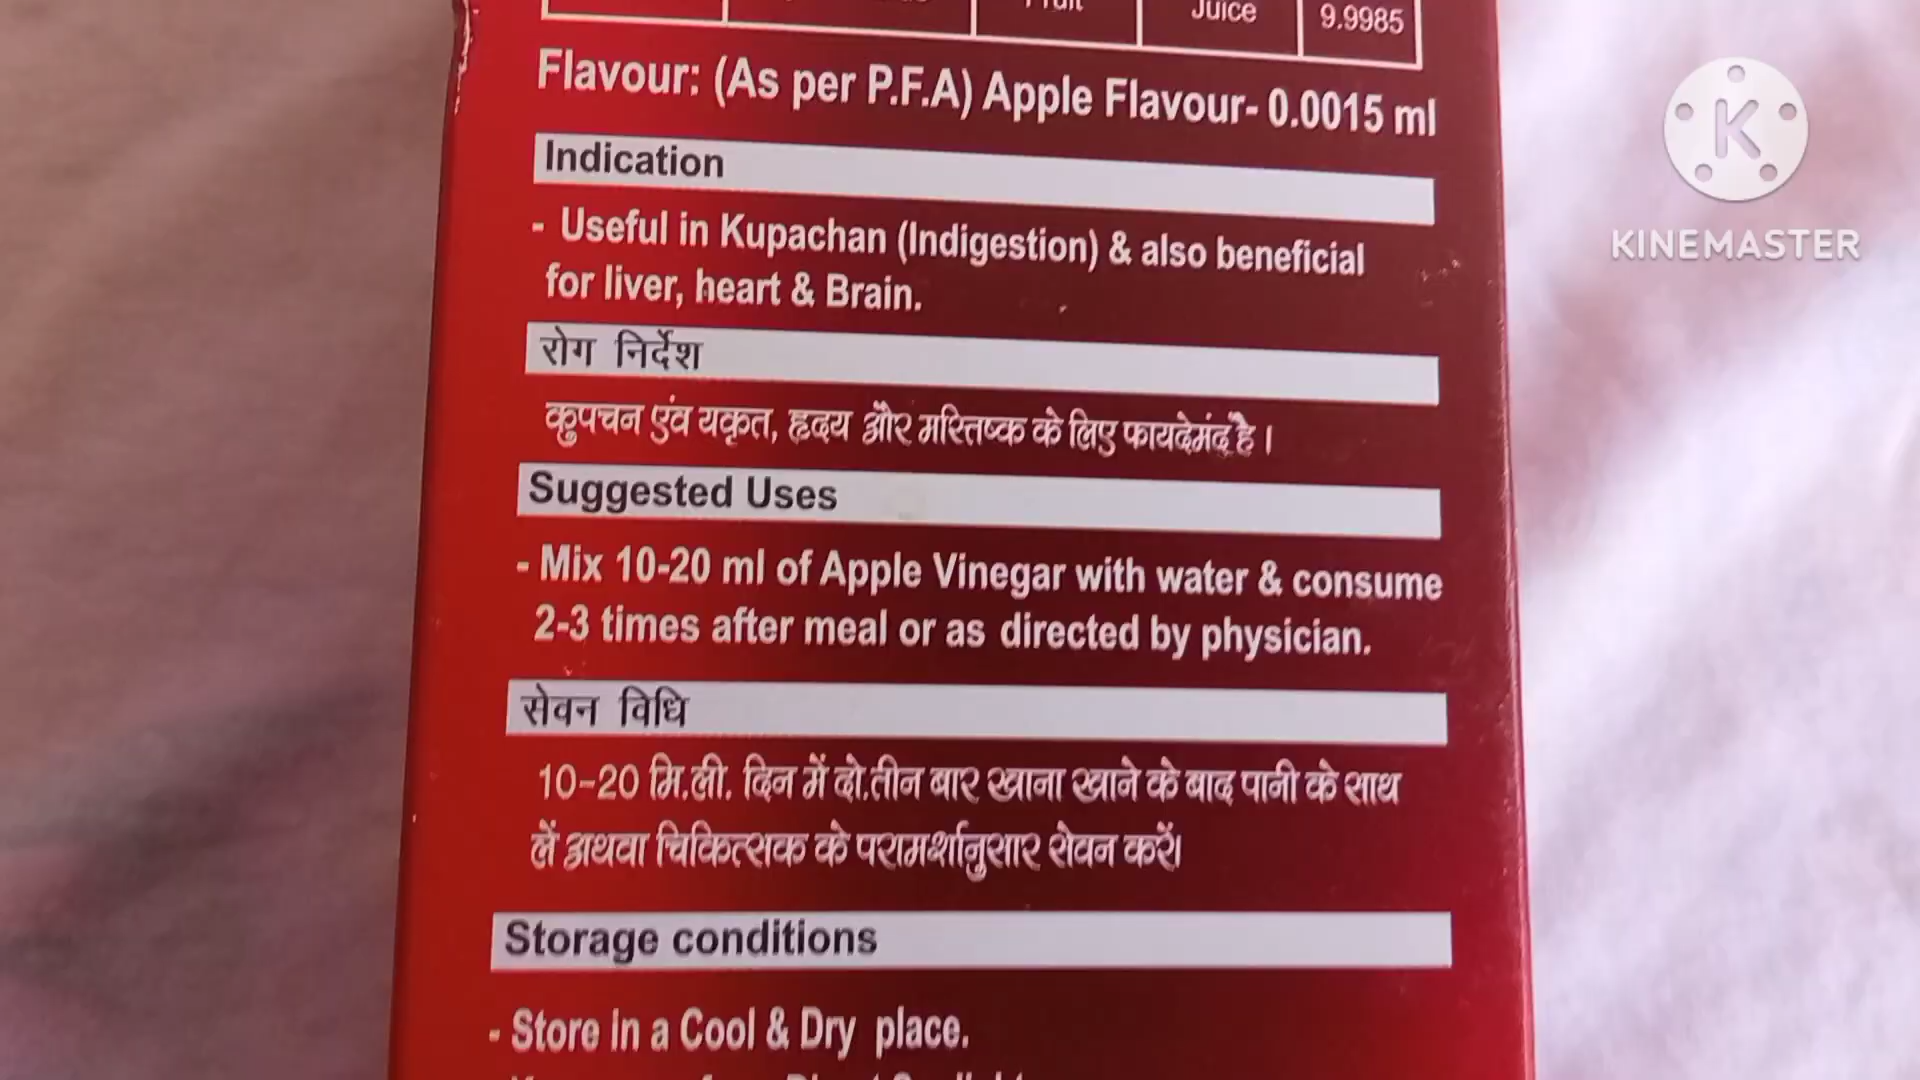 Juice 9.9985
Flavour: (As per P.F.A) Apple Flavour- 0.0015 ml
Indication
- Useful in Kupachan (Indigestion) & also beneficial
for liver, heart & Brain.
रोग निर्देश
कुपचन एंव यकृत, हृदय और मस्तिष्क के लिए फायदेमंद है।
Suggested Uses
- Mix 10-20 ml of Apple Vinegar with water & consume
2-3 times after meal or as directed by physician.
सेवन विधि
10-20 मि.ली. दिन में दो.तीन बार खाना खाने के बाद पानी के साथ
लें अथवा चिकित्सक के परामर्शानुसार सेवन करें।
Storage conditions
- Store in a Cool & Dry place.
K
KINEMASTER